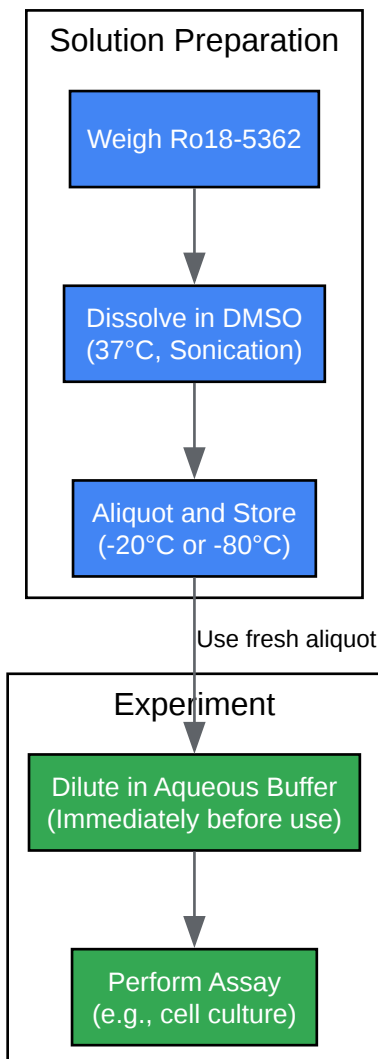 Solution Preparation
Weigh Ro18-5362
Dissolve in DMSO
(37°C, Sonication)
Aliquot and Store
(-20°C or -80°C)
Use fresh aliquot
Experiment
Dilute in Aqueous Buffer
(Immediately before use)
Perform Assay
(e.g., cell culture)